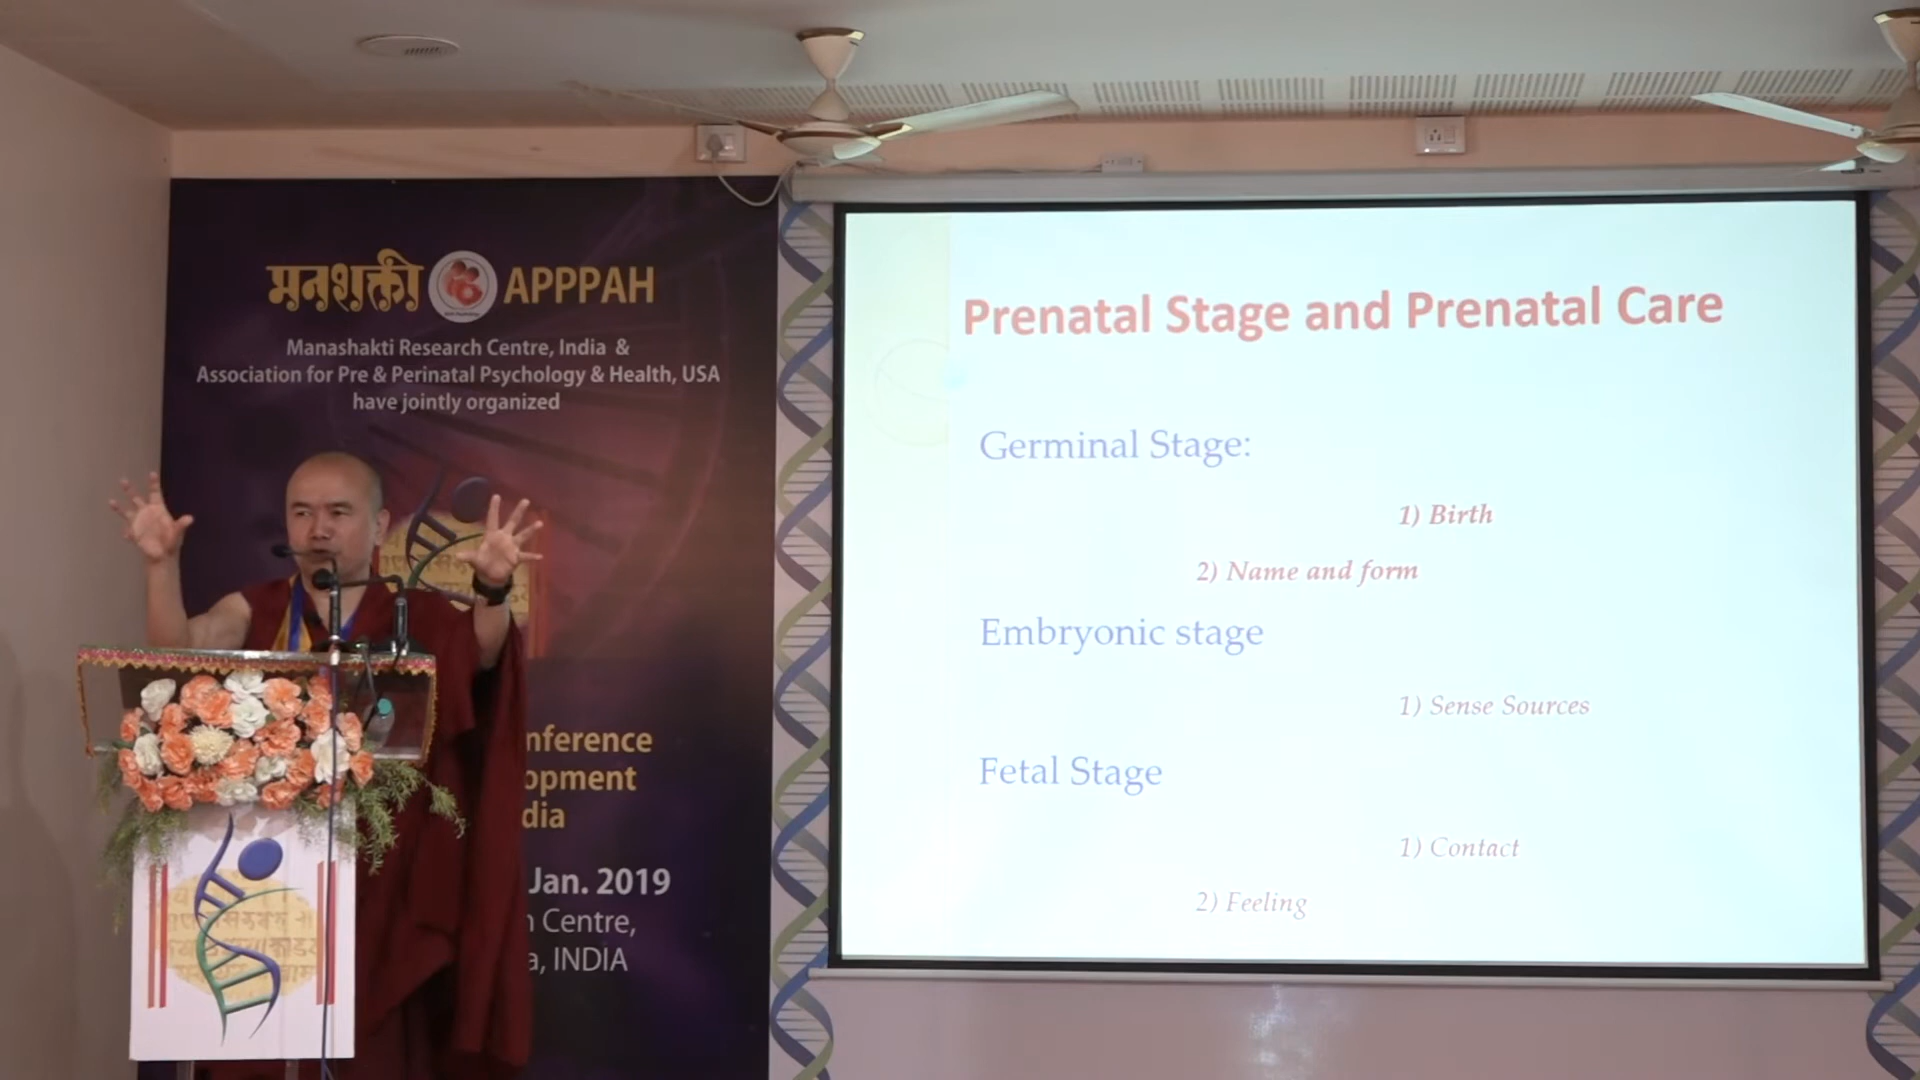 मनशक्ती APPPAH
Manashakti Research Centre, India &
Association for Pre & Perinatal Psychology & Health, USA
have jointly organized
nference
opment
dia
Jan. 2019
Centre,
a, INDIA
Prenatal Stage and Prenatal Care
Germinal Stage:
1) Birth
2) Name and form
Embryonic stage
1) Sense Sources
Fetal Stage
1) Contact
2) Feeling